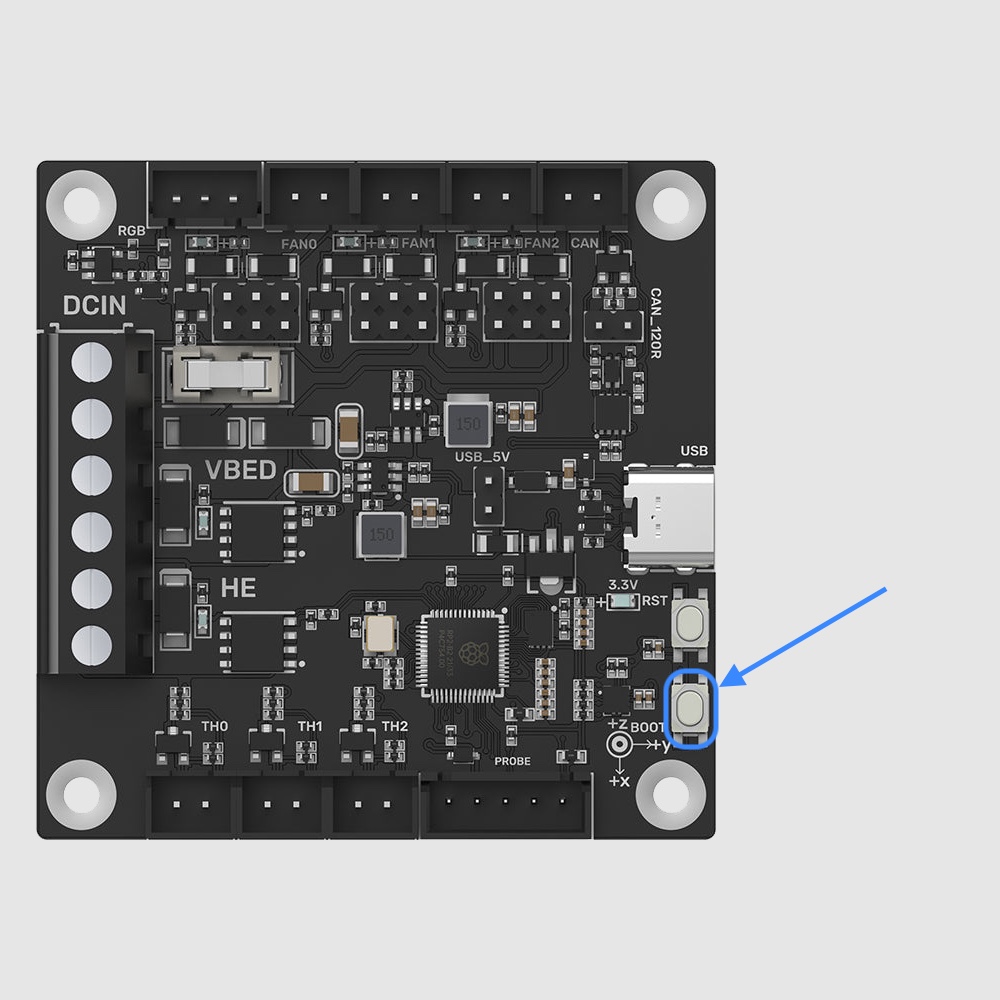 RGB
FAN0
FAN1
FAN2
CAN
DCIN
CAN_120R
150
USB_5V
USB
VBED
150
3.3V
HE
RST
TH0
TH1
TH2
+Z
BOOT
+y
PROBE
+X